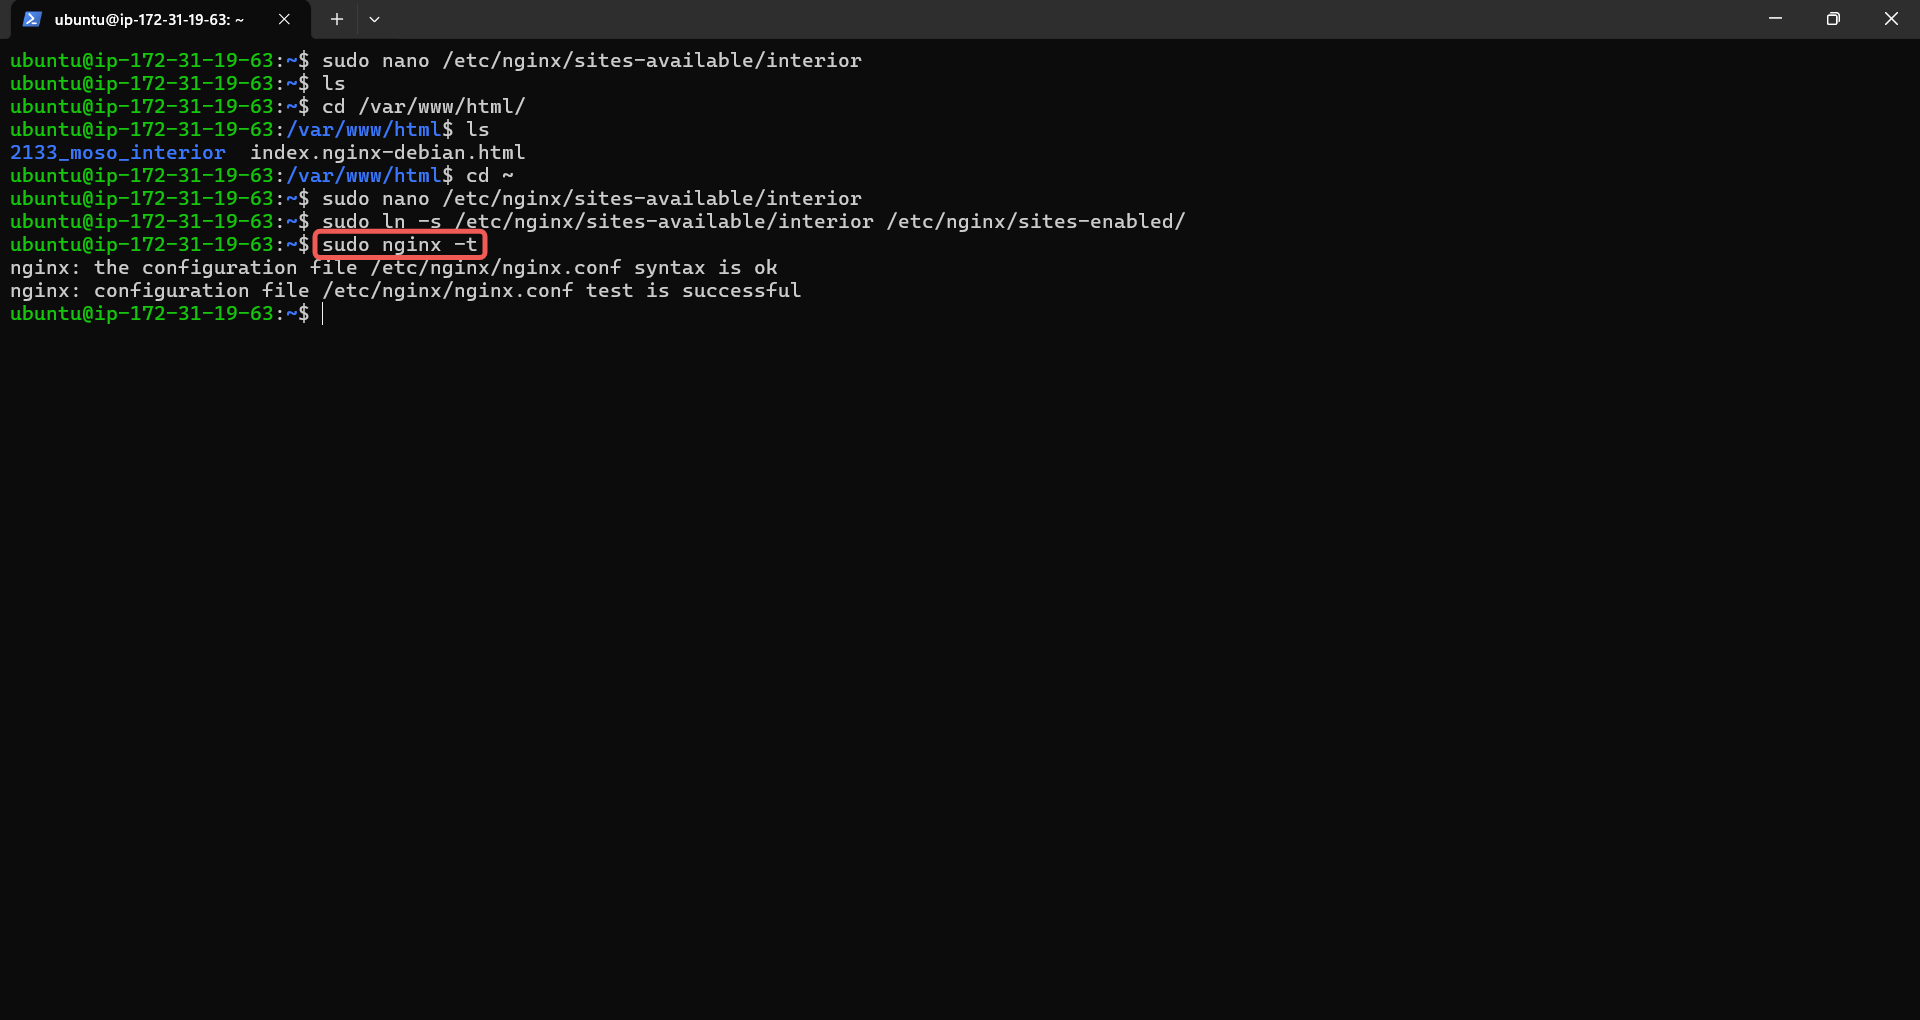 ubuntu@ip-172-31-19-63: ~
ubuntu@ip-172-31-19-63:~$ sudo nano /etc/nginx/sites-available/interior
ubuntu@ip-172-31-19-63:~$ ls
ubuntu@ip-172-31-19-63:~$ cd /var/www/html/
ubuntu@ip-172-31-19-63:/var/www/html$ ls
2133_moso_interior  index.nginx-debian.html
ubuntu@ip-172-31-19-63:/var/www/html$ cd ~
ubuntu@ip-172-31-19-63:~$ sudo nano /etc/nginx/sites-available/interior
ubuntu@ip-172-31-19-63:~$ sudo ln -s /etc/nginx/sites-available/interior /etc/nginx/sites-enabled/
ubuntu@ip-172-31-19-63:~$ sudo nginx -t
nginx: the configuration file /etc/nginx/nginx.conf syntax is ok
nginx: configuration file /etc/nginx/nginx.conf test is successful
ubuntu@ip-172-31-19-63:~$